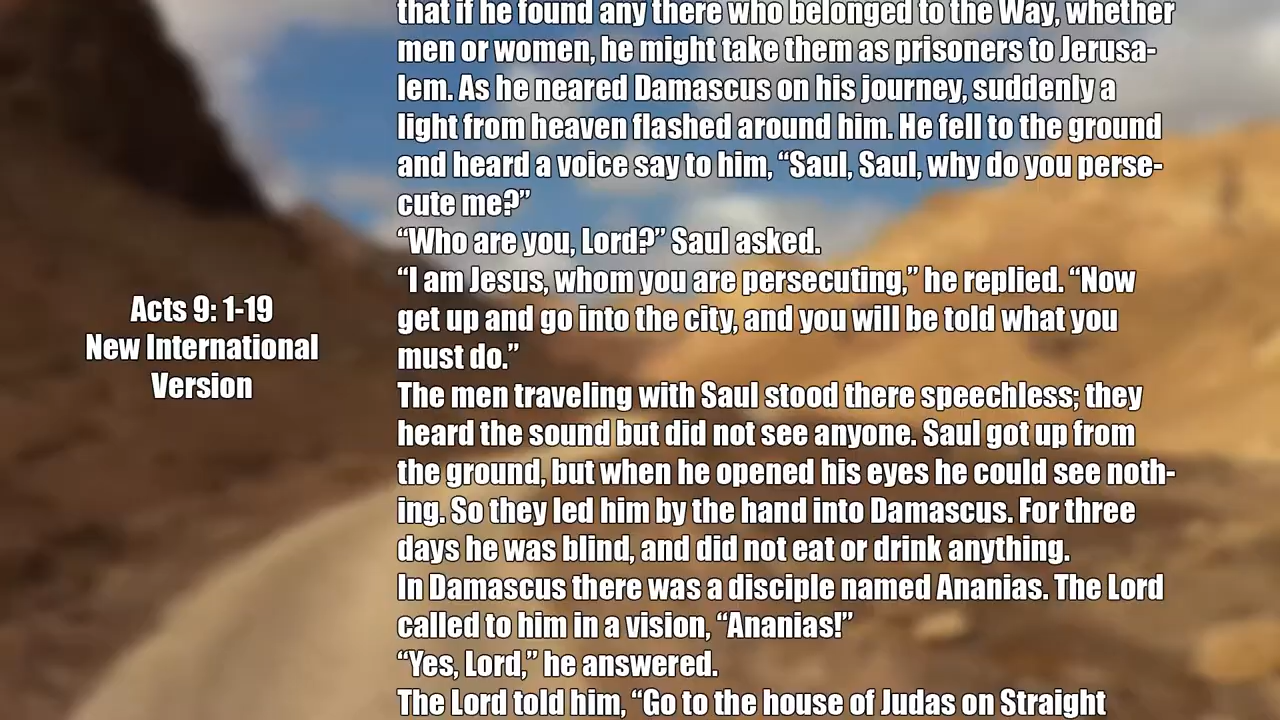 Acts 9: 1-19
New International
Version
that if he found any there who belonged to the Way, whether
men or women, he might take them as prisoners to Jerusa-
lem. As he neared Damascus on his journey, suddenly a
light from heaven flashed around him. He fell to the ground
and heard a voice say to him, “Saul, Saul, why do you perse-
cute me?”
“Who are you, Lord?” Saul asked.
“I am Jesus, whom you are persecuting,” he replied. “Now
get up and go into the city, and you will be told what you
must do.”
The men traveling with Saul stood there speechless; they
heard the sound but did not see anyone. Saul got up from
the ground, but when he opened his eyes he could see noth-
ing. So they led him by the hand into Damascus. For three
days he was blind, and did not eat or drink anything.
In Damascus there was a disciple named Ananias. The Lord
called to him in a vision, “Ananias!”
“Yes, Lord,” he answered.
The Lord told him, “Go to the house of Judas on Straight